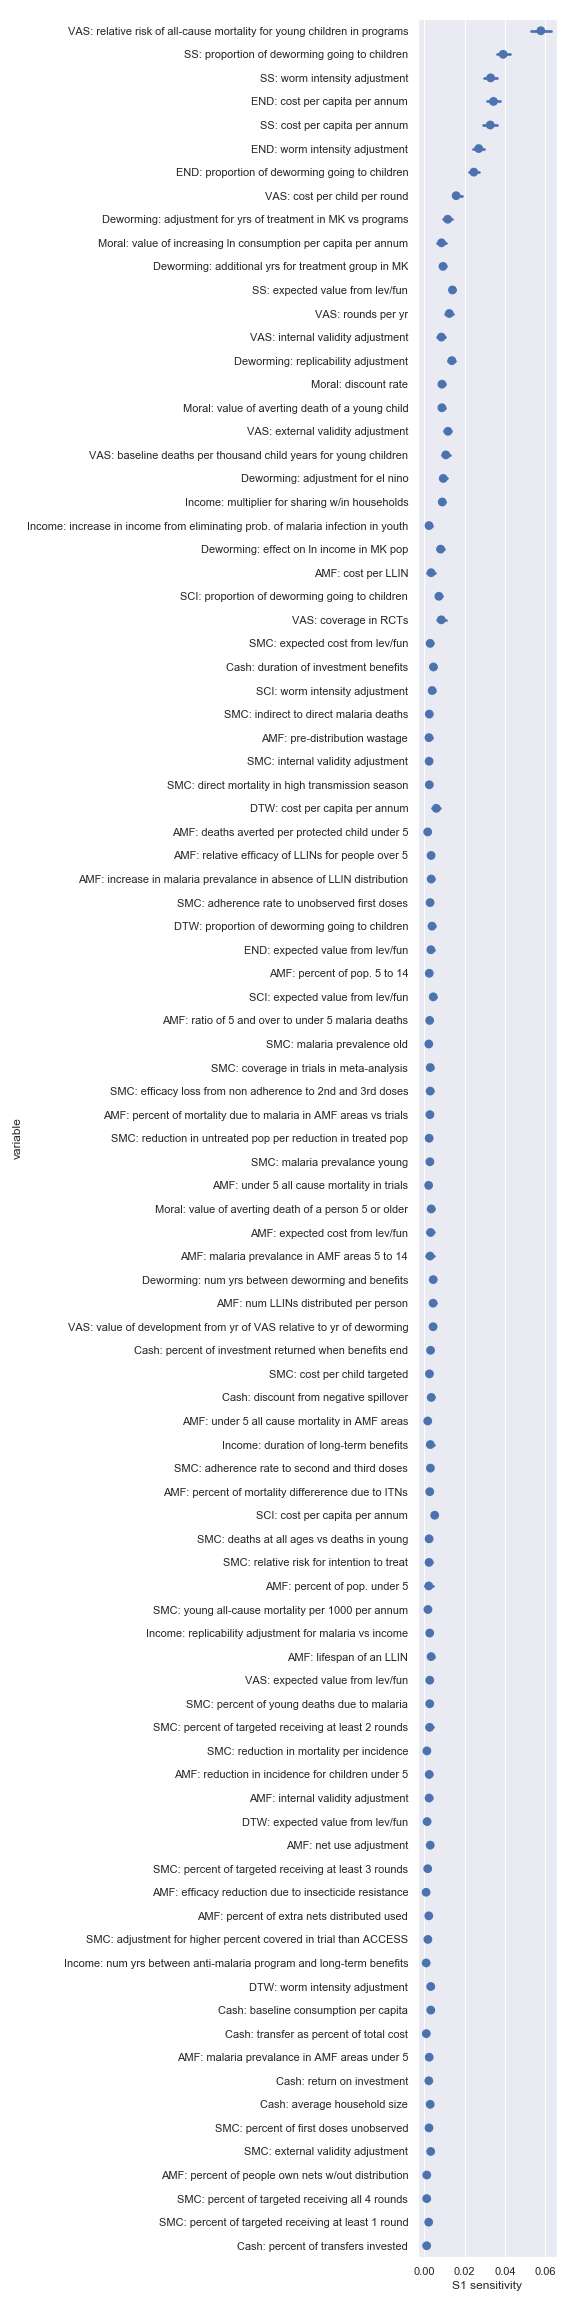 VAS: relative risk of all-cause mortality for young children in programs
SS: proportion of deworming going to children
SS: worm intensity adjustment
END: cost per capita per annum
SS: cost per capita per annum
END: worm intensity adjustment
END: proportion of deworming going to children
VAS: cost per child per round
Deworming: adjustment for yrs of treatment in MK vs programs
Moral: value of increasing ln consumption per capita per annum
Deworming: additional yrs for treatment group in MK
SS: expected value from lev/fun
VAS: rounds per yr
VAS: internal validity adjustment
Deworming: replicability adjustment
Moral: discount rate
Moral: value of averting death of a young child
VAS: external validity adjustment
VAS: baseline deaths per thousand child years for young children
Deworming: adjustment for el nino
Income: multiplier for sharing w/in households
Income: increase in income from eliminating prob. of malaria infection in youth
Deworming: effect on ln income in MK pop
AMF: cost per LLIN
SCI: proportion of deworming going to children
VAS: coverage in RCTs
SMC: expected cost from lev/fun
Cash: duration of investment benefits
SCI: worm intensity adjustment
SMC: indirect to direct malaria deaths
AMF: pre-distribution wastage
SMC: internal validity adjustment
SMC: direct mortality in high transmission season
DTW: cost per capita per annum
AMF: deaths averted per protected child under 5
AMF: relative efficacy of LLINs for people over 5
AMF: increase in malaria prevalance in absence of LLIN distribution
SMC: adherence rate to unobserved first doses
DTW: proportion of deworming going to children
END: expected value from lev/fun
AMF: percent of pop. 5 to 14
SCI: expected value from lev/fun
AMF: ratio of 5 and over to under 5 malaria deaths
SMC: malaria prevalence old
SMC: coverage in trials in meta-analysis
SMC: efficacy loss from non adherence to 2nd and 3rd doses
AMF: percent of mortality due to malaria in AMF areas vs trials
SMC: reduction in untreated pop per reduction in treated pop
variable
SMC: malaria prevalance young
AMF: under 5 all cause mortality in trials
Moral: value of averting death of a person 5 or older
AMF: expected cost from lev/fun
AMF: malaria prevalance in AMF areas 5 to 14
Deworming: num yrs between deworming and benefits
AMF: num LLINs distributed per person
VAS: value of development from yr of VAS relative to yr of deworming
Cash: percent of investment returned when benefits end
SMC: cost per child targeted
Cash: discount from negative spillover
AMF: under 5 all cause mortality in AMF areas
Income: duration of long-term benefits
SMC: adherence rate to second and third doses
AMF: percent of mortality differerence due to ITNs
SCI: cost per capita per annum
SMC: deaths at all ages vs deaths in young
SMC: relative risk for intention to treat
AMF: percent of pop. under 5
SMC: young all-cause mortality per 1000 per annum
Income: replicability adjustment for malaria vs income
AMF: lifespan of an LLIN
VAS: expected value from lev/fun
SMC: percent of young deaths due to malaria
SMC: percent of targeted receiving at least 2 rounds
SMC: reduction in mortality per incidence
AMF: reduction in incidence for children under 5
AMF: internal validity adjustment
DTW: expected value from lev/fun
AMF: net use adjustment
SMC: percent of targeted receiving at least 3 rounds
AMF: efficacy reduction due to insecticide resistance
AMF: percent of extra nets distributed used
SMC: adjustment for higher percent covered in trial than ACCESS
Income: num yrs between anti-malaria program and long-term benefits
DTW: worm intensity adjustment
Cash: baseline consumption per capita
Cash: transfer as percent of total cost
AMF: malaria prevalance in AMF areas under 5
Cash: return on investment
Cash: average household size
SMC: percent of first doses unobserved
SMC: external validity adjustment
AMF: percent of people own nets w/out distribution
SMC: percent of targeted receiving all 4 rounds
SMC: percent of targeted receiving at least 1 round
Cash: percent of transfers invested
0.00 0.02 0.04 0.06
S1 sensitivity